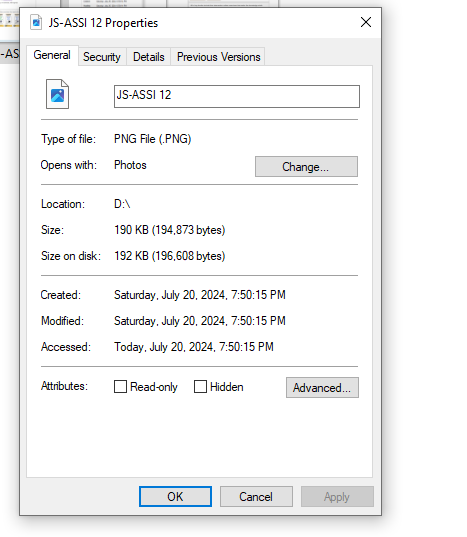 JS-ASSI 12 Properties
-AS
General Security Details Previous Versions
JS-ASSI 12
Type of file: PNG File (.PNG)
Opens with: Photos Change...
Location: D:\
Size: 190 KB (194,873 bytes)
Size on disk: 192 KB (196,608 bytes)
Created: Saturday, July 20, 2024, 7:50:15 PM
Modified: Saturday, July 20, 2024, 7:50:15 PM
Accessed: Today, July 20, 2024, 7:50:15 PM
Attributes: Read-only Hidden Advanced...
OK Cancel Apply